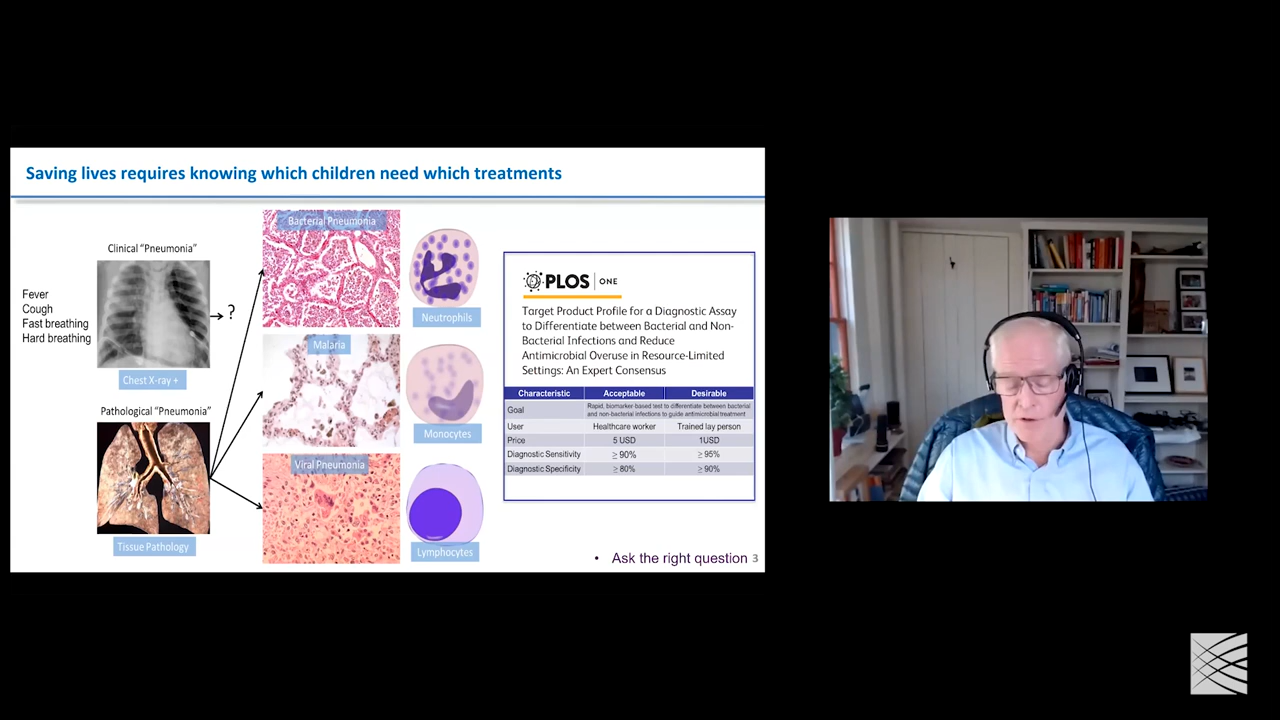 Saving lives requires knowing which children need which treatments
Clinical “Pneumonia”
Fever
Cough
Fast breathing
Hard breathing
?
Chest X-ray +
Pathological “Pneumonia”
Tissue Pathology
Bacterial Pneumonia
Neutrophils
Malaria
Monocytes
Viral Pneumonia
Lymphocytes
PLOS | ONE
Target Product Profile for a Diagnostic Assay
to Differentiate between Bacterial and Non-
Bacterial Infections and Reduce
Antimicrobial Overuse in Resource-Limited
Settings: An Expert Consensus
Characteristic Acceptable Desirable
Goal Rapid, biomarker-based test to differentiate between bacterial
and non-bacterial infections to guide antimicrobial treatment
User Healthcare worker Trained lay person
Price 5 USD 1USD
Diagnostic Sensitivity ≥ 90% ≥ 95%
Diagnostic Specificity ≥ 80% ≥ 90%
• Ask the right question 3